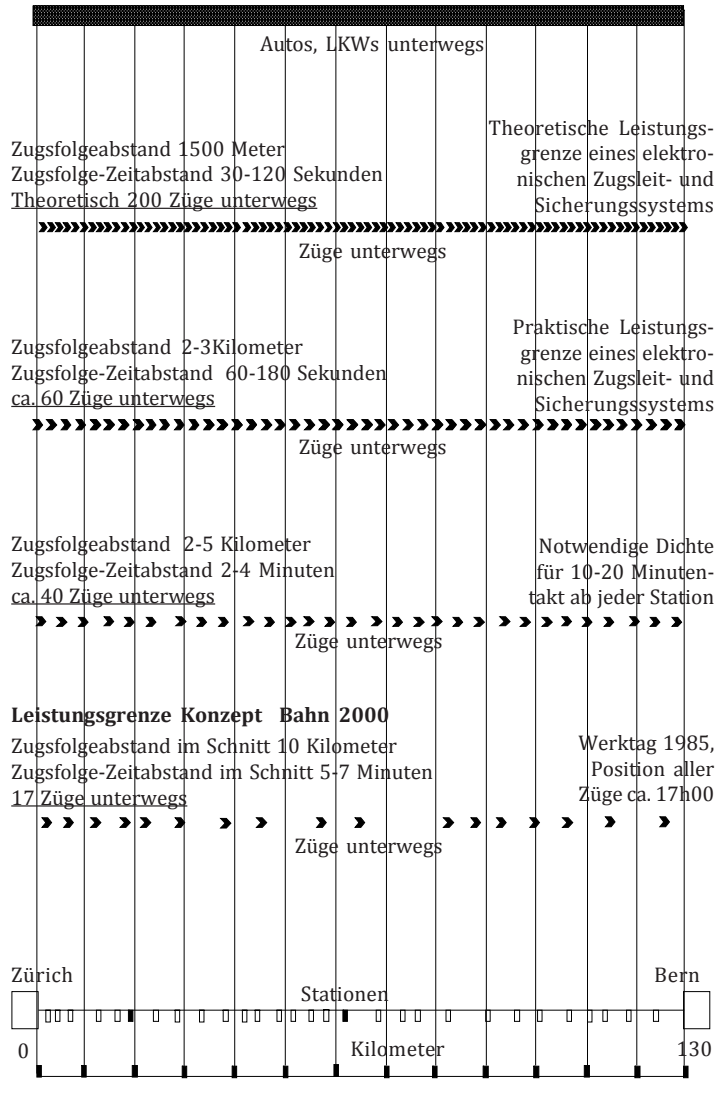 Autos, LKWs unterwegs
Zugsfolgeabstand 1500 Meter
Zugsfolge-Zeitabstand 30-120 Sekunden
Theoretisch 200 Züge unterwegs
Theoretische Leistungs-
grenze eines elektro-
nischen Zugsleit- und
Sicherungssystems
Züge unterwegs
Zugsfolgeabstand 2-3Kilometer
Zugsfolge-Zeitabstand 60-180 Sekunden
ca. 60 Züge unterwegs
Praktische Leistungs-
grenze eines elektro-
nischen Zugsleit- und
Sicherungssystems
Züge unterwegs
Zugsfolgeabstand 2-5 Kilometer
Zugsfolge-Zeitabstand 2-4 Minuten
ca. 40 Züge unterwegs
Notwendige Dichte
für 10-20 Minuten-
takt ab jeder Station
Züge unterwegs
Leistungsgrenze Konzept Bahn 2000
Zugsfolgeabstand im Schnitt 10 Kilometer
Zugsfolge-Zeitabstand im Schnitt 5-7 Minuten
17 Züge unterwegs
Werktag 1985,
Position aller
Züge ca. 17h00
Züge unterwegs
Zürich
Bern
Stationen
0
Kilometer
130